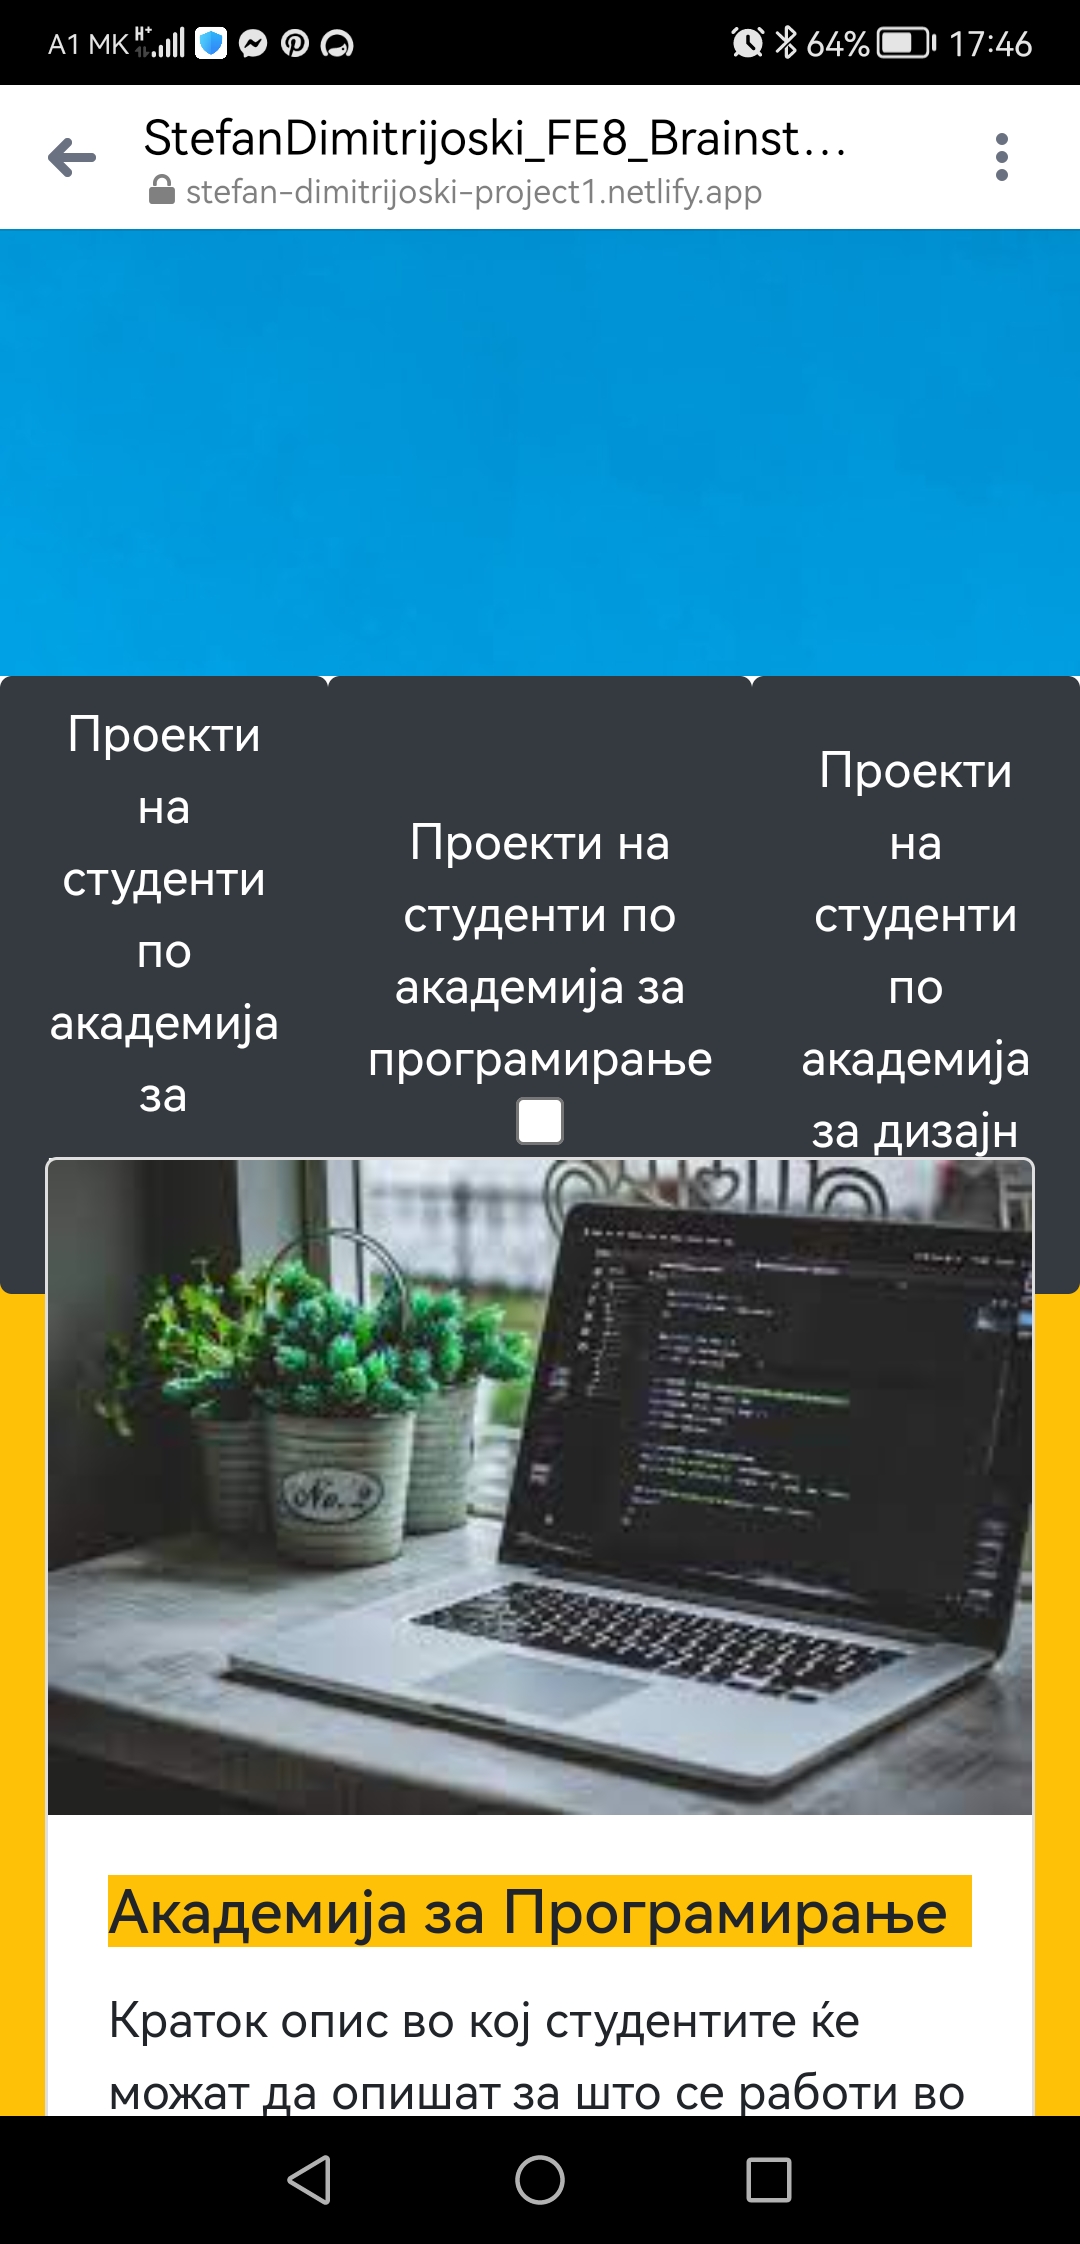 A1 MK H+ 64% 17:46
StefanDimitrijoski_FE8_Brainst...
stefan-dimitrijoski-project1.netlify.app
Проекти
на
студенти
по
академија
за
Проекти на
студенти по
академија за
програмирање
Проекти
на
студенти
по
академија
за дизајн
No. 2
Академија за Програмирање
Краток опис во кој студентите ќе
можат да опишат за што се работи во